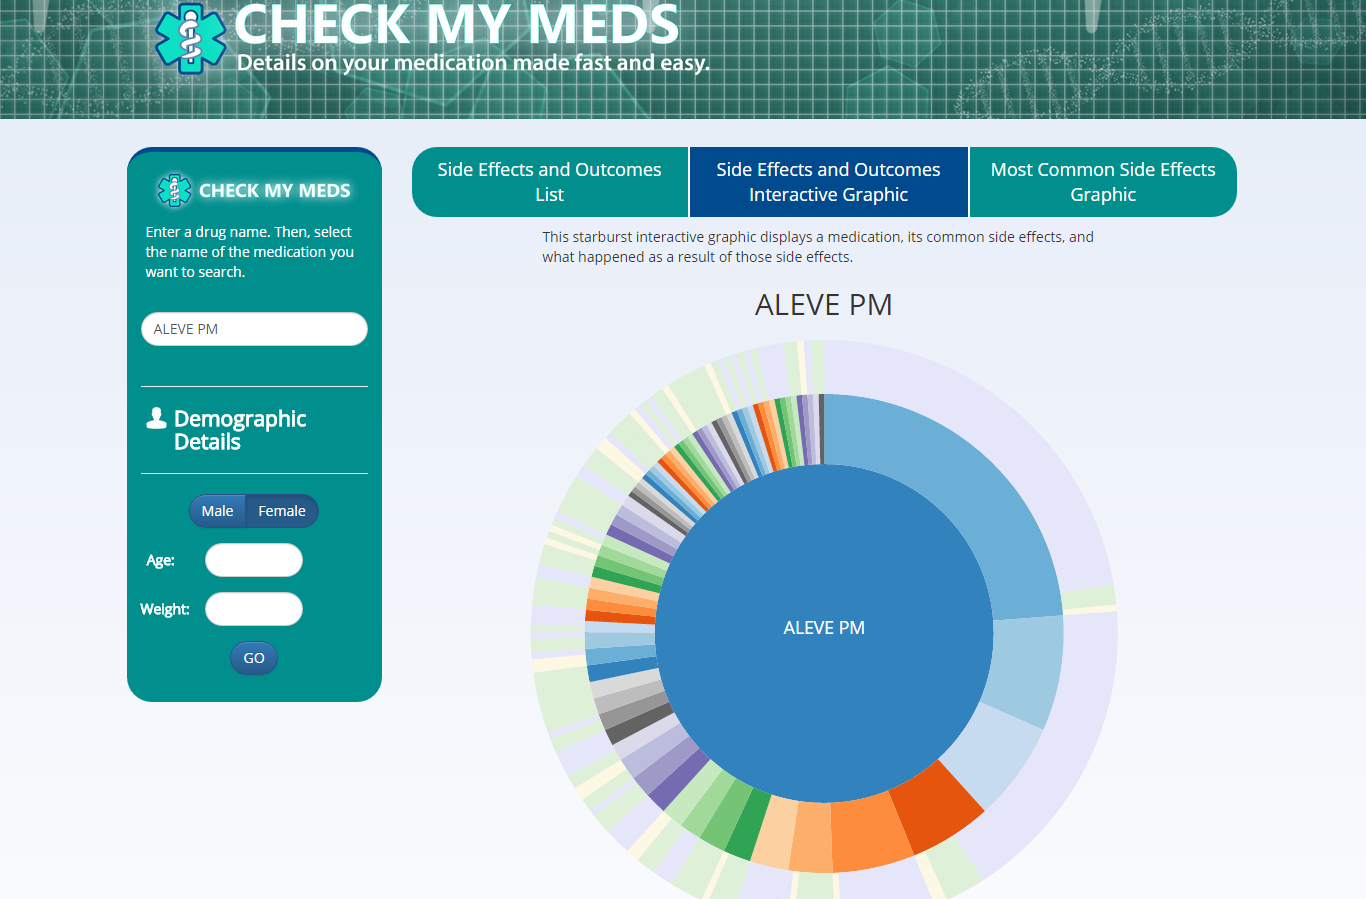 CHECK MY MEDS
Details on your medication made fast and easy.
CHECK MY MEDS
Enter a drug name. Then, select
the name of the medication you
want to search.
ALEVE PM
Demographic
Details
Male Female
Age:
Weight:
GO
Side Effects and Outcomes
List
Side Effects and Outcomes
Interactive Graphic
Most Common Side Effects
Graphic
This starburst interactive graphic displays a medication, its common side effects, and
what happened as a result of those side effects.
ALEVE PM
ALEVE PM